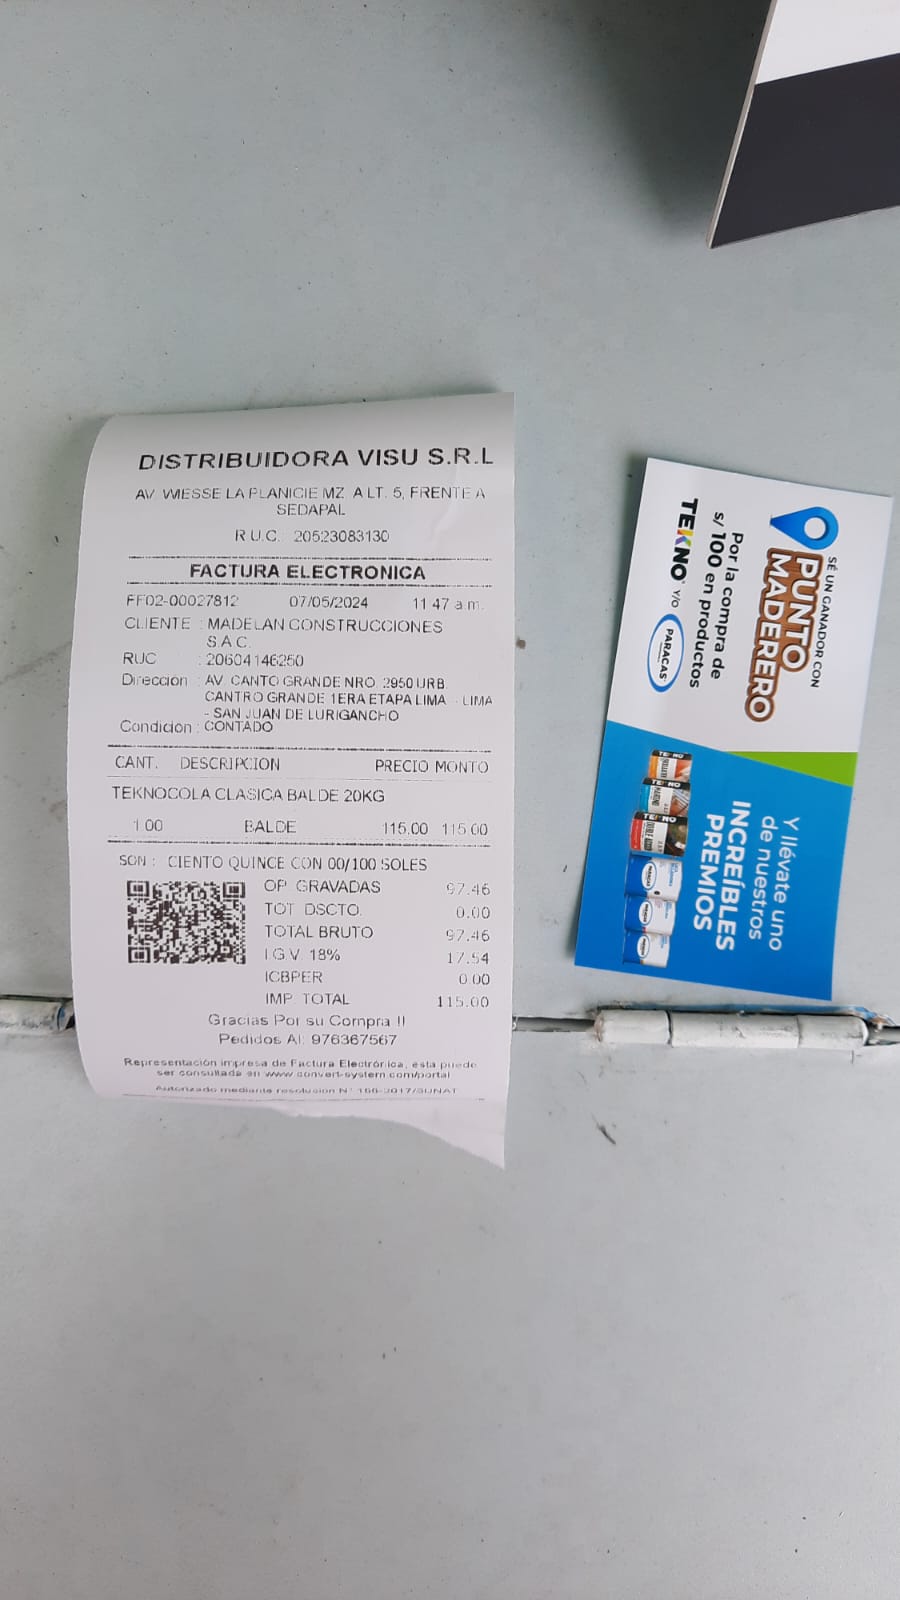 DISTRIBUIDORA VISU S.R.L
AV. WIESSE LA PLANICIE MZ. A LT. 5, FRENTE A
SEDAPAL
R.U.C. 20523083130
FACTURA ELECTRONICA
FF02-00027812 07/05/2024 11:47 a.m.
CLIENTE : MADELAN CONSTRUCCIONES
S.A.C.
RUC : 20604146250
Dirección : AV. CANTO GRANDE NRO. 2950 URB.
CANTRO GRANDE 1ERA ETAPA LIMA - LIMA
- SAN JUAN DE LURIGANCHO
Condición : CONTADO
CANT. DESCRIPCION PRECIO MONTO
TEKNOCOLA CLASICA BALDE 20KG
1.00 BALDE 115.00 115.00
SON : CIENTO QUINCE CON 00/100 SOLES
OP. GRAVADAS 97.46
TOT. DSCTO. 0.00
TOTAL BRUTO 97.46
I.G.V. 18% 17.54
ICBPER 0.00
IMP. TOTAL 115.00
Gracias Por su Compra !!
Pedidos Al: 976367567
Representación impresa de Factura Electrónica, ésta puede
ser consultada en www.convert-system.com/portal
Autorizado mediante resolucion N° 155-2017/SUNAT
SÉ UN GANADOR CON
PUNTO
MADERERO
Por la compra de
s/ 100 en productos
TEKNO y/o PARACAS
Y llévate uno
de nuestros
INCREÍBLES
PREMIOS